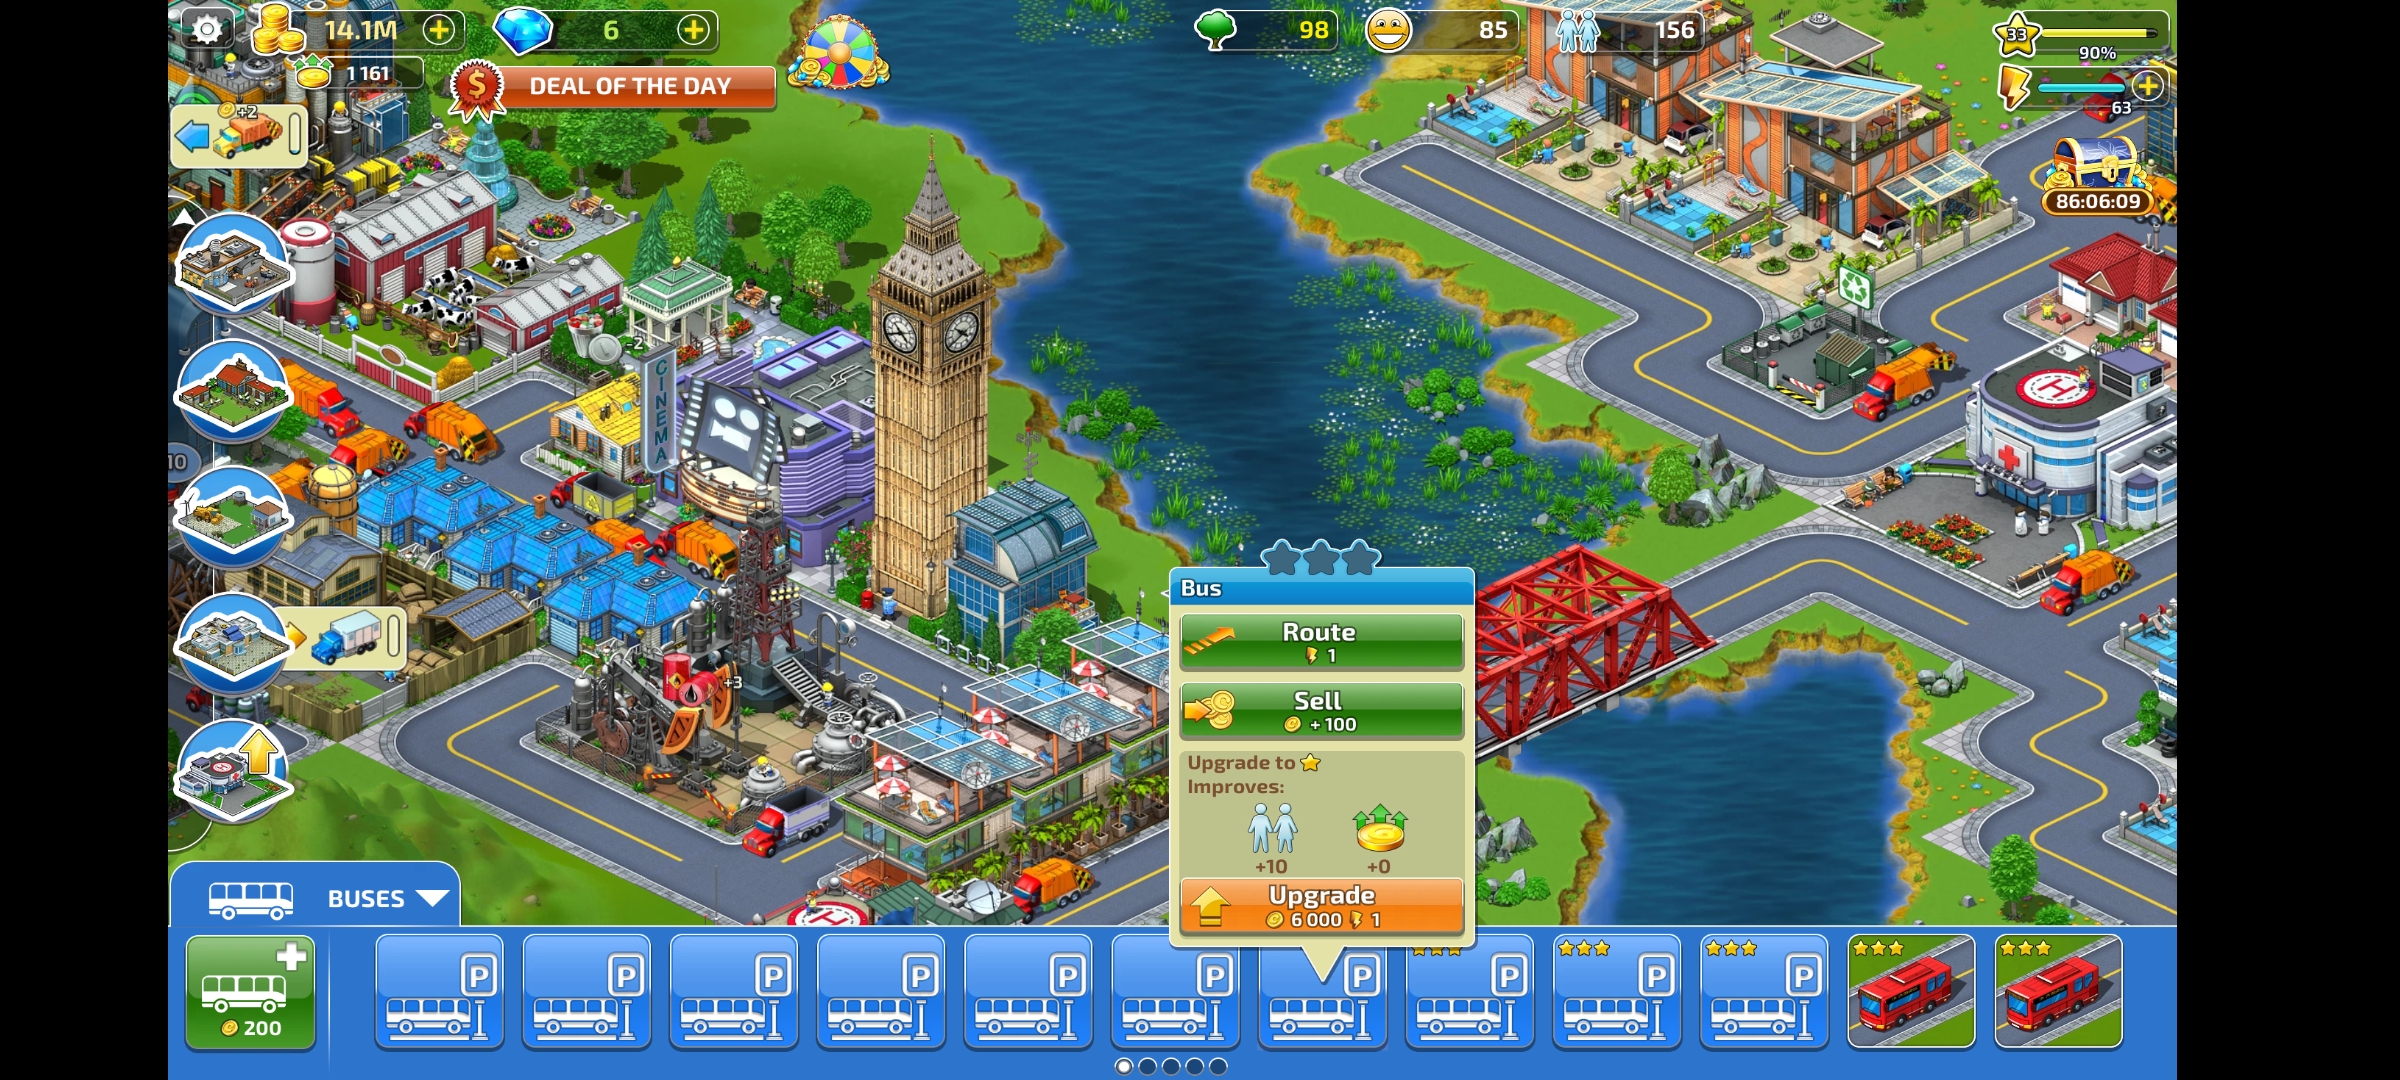 14.1M
6
98
85
156
33
90%
1 161
DEAL OF THE DAY
63
+2
86:06:09
-2
CINEMA
10
Bus
Route
1
Sell
+ 100
+3
Upgrade to
Improves:
+10
+0
Upgrade
6 000 1
BUSES
200
P P P P P P P P P P